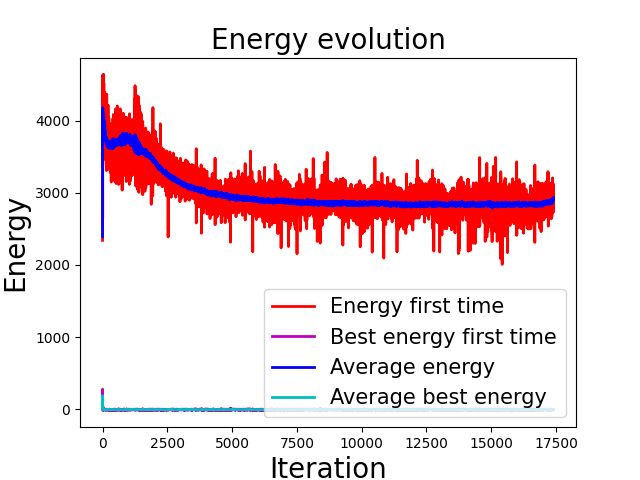 Energy evolution
Energy
4000
3000
2000
1000
0
Energy first time
Best energy first time
Average energy
Average best energy
0 2500 5000 7500 10000 12500 15000 17500
Iteration